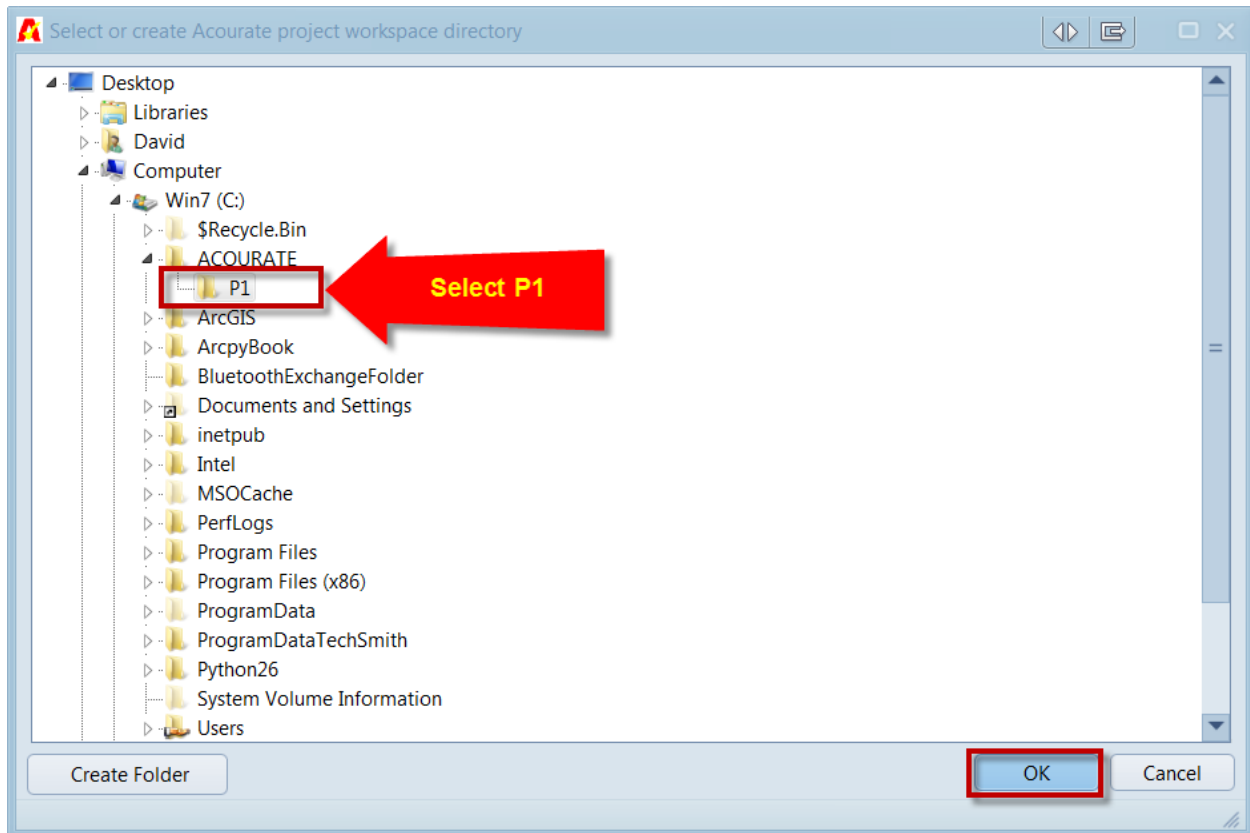 Select or create Acourate project workspace directory
Desktop
Libraries
David
Computer
Win7 (C:)
$Recycle.Bin
ACOURATE
P1
Select P1
ArcGIS
ArcpyBook
BluetoothExchangeFolder
Documents and Settings
inetpub
Intel
MSOCache
PerfLogs
Program Files
Program Files (x86)
ProgramData
ProgramDataTechSmith
Python26
System Volume Information
Users
Create Folder
OK
Cancel